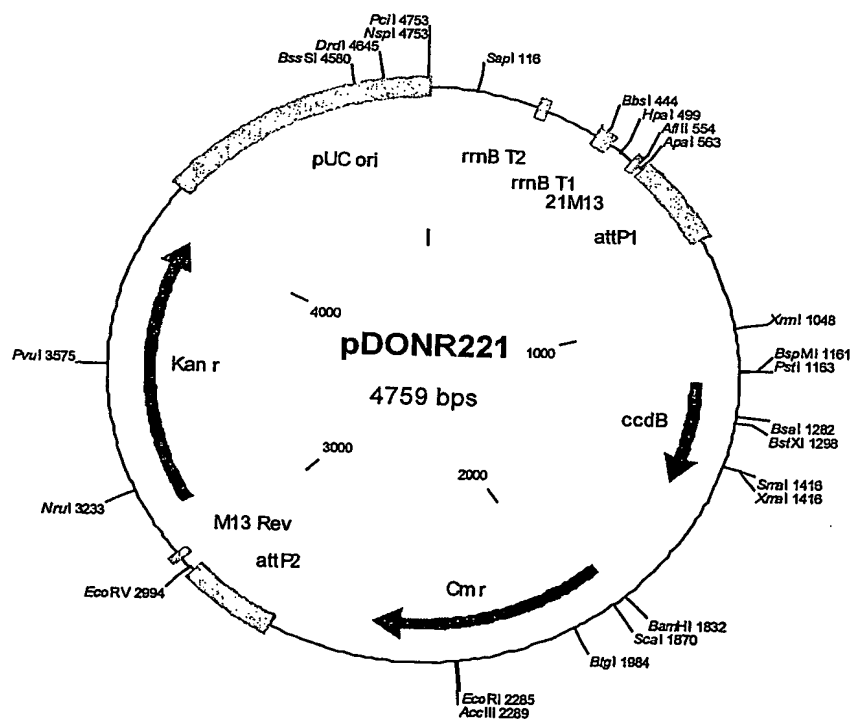 PciI 4753
NspI 4753
DrdI 4645
BssSI 4580
SapI 116
BbsI 444
HpaI 499
AflII 554
ApaI 563
pUC ori
rrnB T2
rrnB T1
21M13
attP1
4000
pDONR221
4759 bps
1000
XmnI 1048
BspMI 1161
PstI 1163
PvuI 3575
Kan r
ccdB
BsaI 1282
BstXI 1298
SmaI 1416
XmaI 1416
3000
2000
NruI 3233
M13 Rev
attP2
EcoRV 2994
Cm r
BamHI 1832
ScaI 1870
BtgI 1984
EcoRI 2285
AccIII 2289